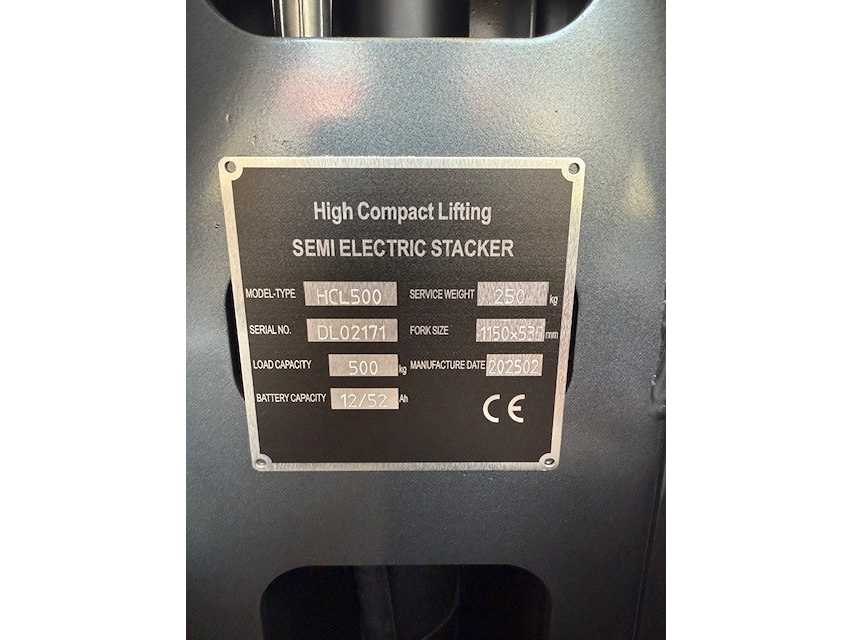 High Compact Lifting
SEMI ELECTRIC STACKER
MODEL-TYPE HCL500 SERVICE WEIGHT 250 kg
SERIAL NO. DL02171 FORK SIZE 1150x530 mm
LOAD CAPACITY 500 kg MANUFACTURE DATE 202502
BATTERY CAPACITY 12/52 Ah
CE